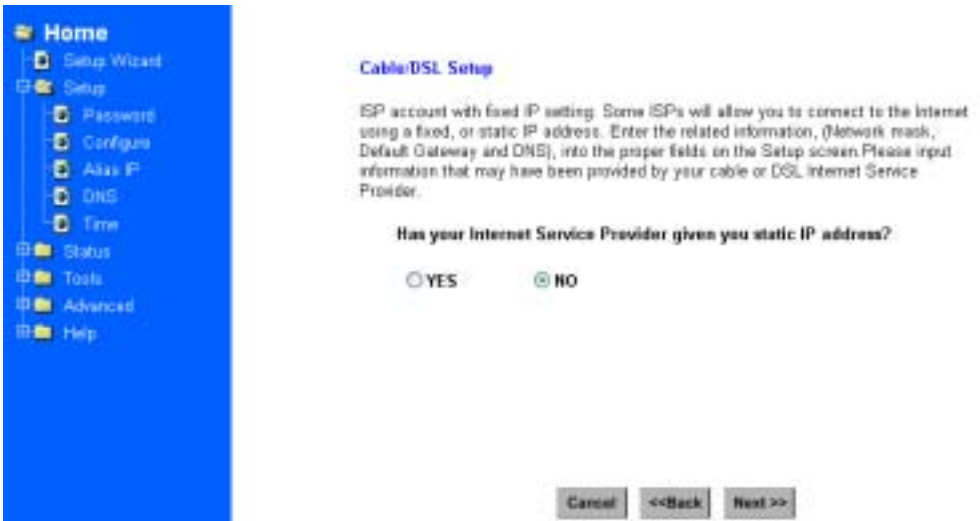 Home
Setup Wizard
Setup
Password
Configure
Alias IP
DNS
Time
Status
Tools
Advanced
Help
Cable/DSL Setup
ISP account with fixed IP setting: Some ISPs will allow you to connect to the Internet
using a fixed, or static IP address. Enter the related information, (Network mask,
Default Gateway and DNS), into the proper fields on the Setup screen.Please input
information that may have been provided by your cable or DSL Internet Service
Provider.
Has your Internet Service Provider given you static IP address?
YES NO
Cancel <<Back Next >>